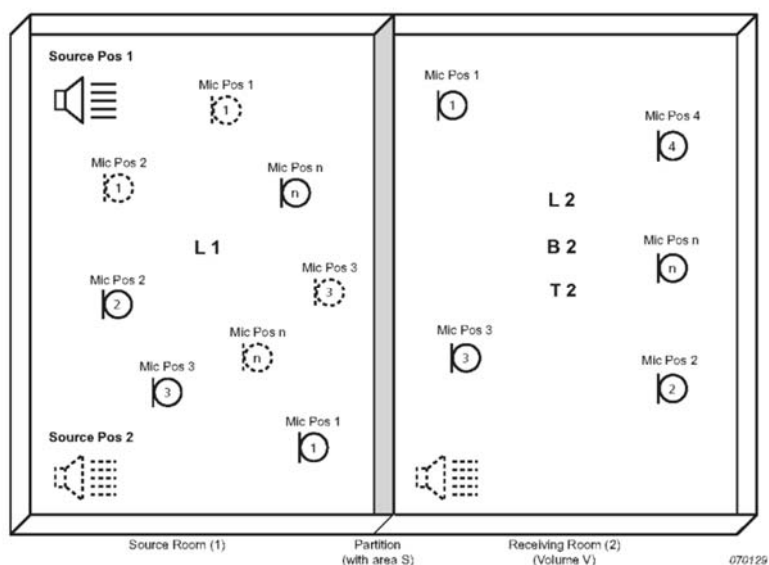 Source Pos 1
Mic Pos 1
1
Mic Pos 2
1
Mic Pos n
n
L 1
Mic Pos 3
3
Mic Pos 2
2
Mic Pos n
n
Mic Pos 3
3
Source Pos 2
Mic Pos 1
1
Mic Pos 1
1
Mic Pos 4
4
L 2
B 2
T 2
Mic Pos n
n
Mic Pos 3
3
Mic Pos 2
2
Source Room (1)
Partition
(with area S)
Receiving Room (2)
(Volume V)
070129